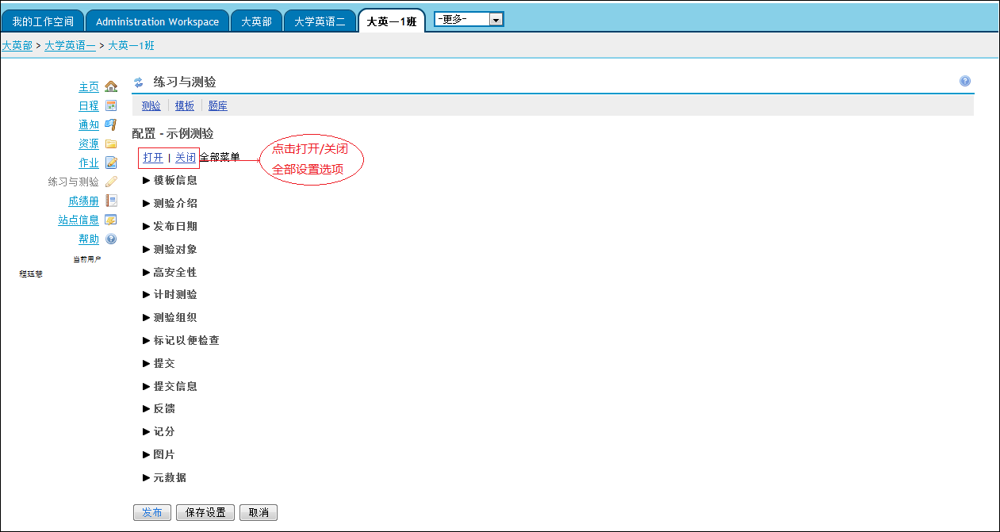 我的工作空间 Administration Workspace 大英部 大学英语二 大英一1班 -更多-
大英部 > 大学英语一 > 大英一1班
主页
日程
通知
资源
作业
练习与测验
成绩册
站点信息
帮助
当前用户
程珏慧
练习与测验
测验 模板 题库
配置 - 示例测验
打开 | 关闭 全部菜单
点击打开/关闭
全部设置选项
模板信息
测验介绍
发布日期
测验对象
高安全性
计时测验
测验组织
标记以便检查
提交
提交信息
反馈
记分
图片
元数据
发布 保存设置 取消